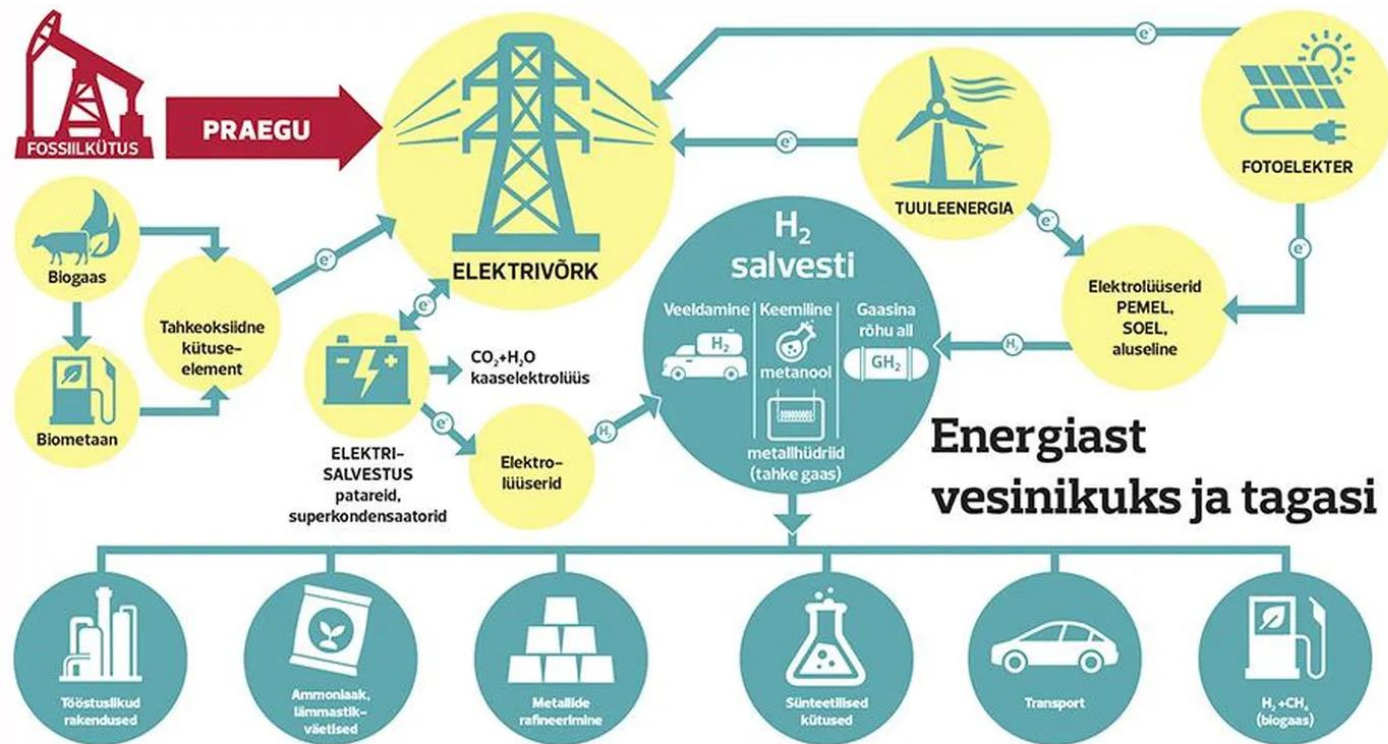 FOSSIILKÜTUS
PRAEGU
ELEKTRIVÕRK
e⁻
e⁻
TUULEENERGIA
FOTOELEKTER
e⁻
e⁻
Biogaas
Biometaan
Tahkeoksiidne
kütuse-
element
e⁻
e⁻
ELEKTRI-
SALVESTUS
patareid,
superkondensaatorid
CO₂+H₂O
kaaselektrolüüs
e⁻
Elektro-
lüüserid
H₂
H₂
salvesti
Veeldamine
H₂
Keemiline
metanool
metallhüdriid
(tahke gaas)
Gaasina
rõhu all
GH₂
H₂
Elektrolüüserid
PEMEL,
SOEL,
aluseline
Energiast
vesinikuks ja tagasi
Tööstuslikud
rakendused
Ammoniaak,
lämmastik-
väetised
Metallide
rafineerimine
Sünteetilised
kütused
Transport
H₂ +CH₄
(biogaas)